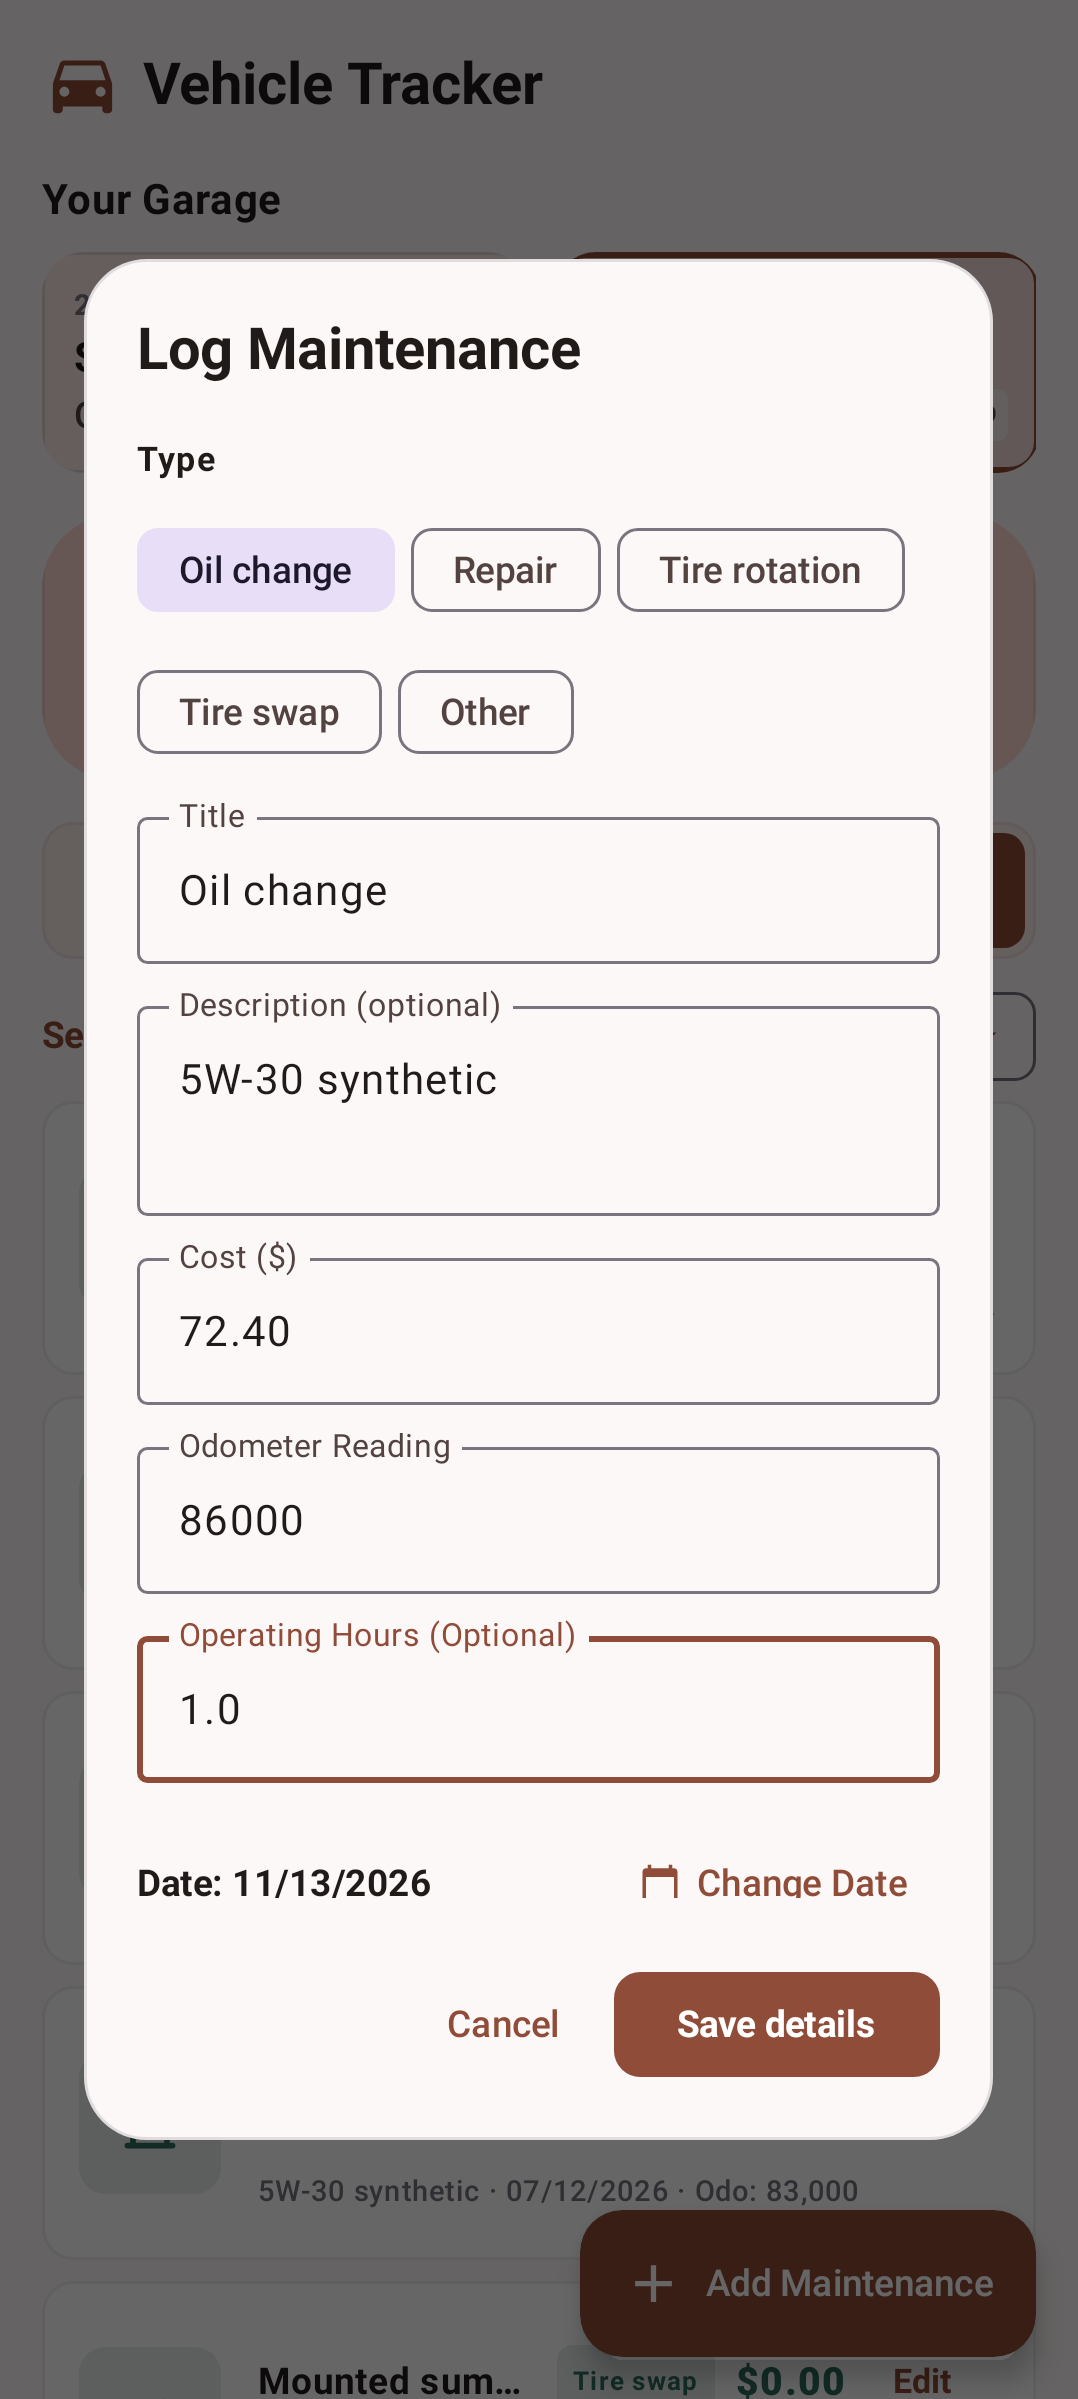 Vehicle Tracker
Your Garage
Log Maintenance
Type
Oil change
Repair
Tire rotation
Tire swap
Other
Title
Oil change
Description (optional)
5W-30 synthetic
Cost ($)
72.40
Odometer Reading
86000
Operating Hours (Optional)
1.0
Date: 11/13/2026
Change Date
Cancel
Save details
5W-30 synthetic · 07/12/2026 · Odo: 83,000
Add Maintenance
Mounted sum…
Tire swap
$0.00
Edit